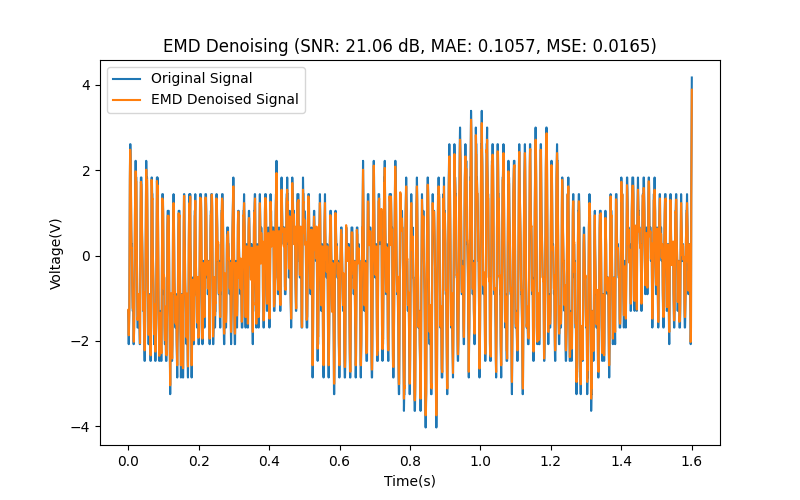 EMD Denoising (SNR: 21.06 dB, MAE: 0.1057, MSE: 0.0165)
Original Signal
EMD Denoised Signal
Voltage(V)
4
2
0
−2
−4
0.0 0.2 0.4 0.6 0.8 1.0 1.2 1.4 1.6
Time(s)